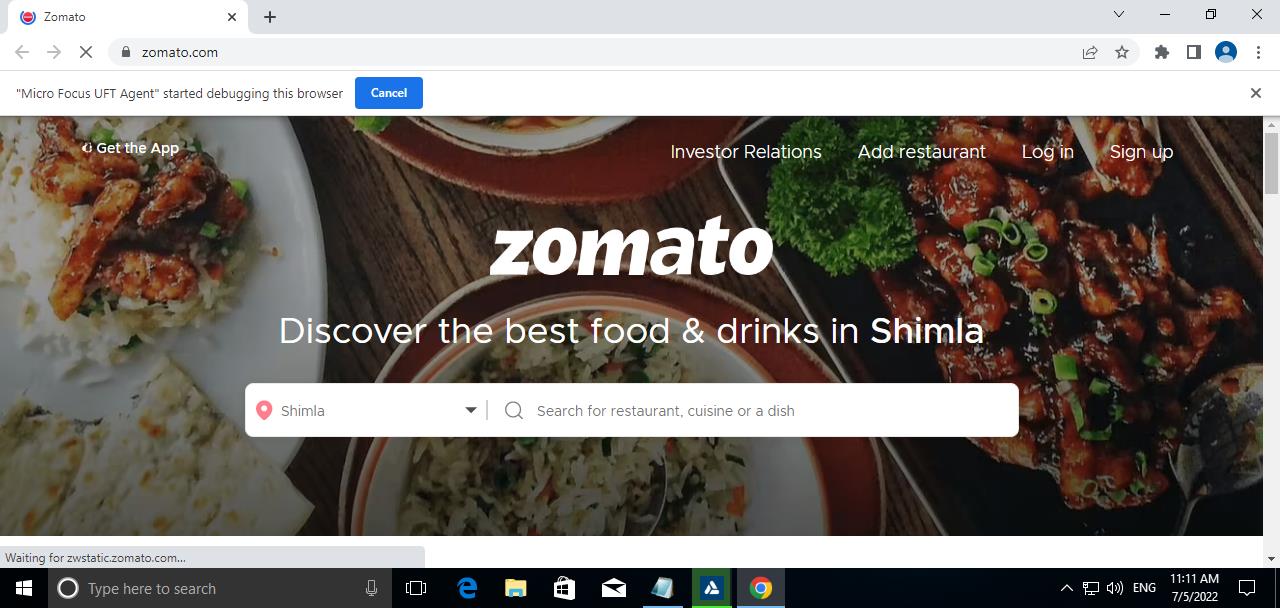 Zomato
zomato.com
"Micro Focus UFT Agent" started debugging this browser
Cancel
Get the App
Investor Relations
Add restaurant
Log in
Sign up
zomato
Discover the best food & drinks in Shimla
Shimla
Search for restaurant, cuisine or a dish
Waiting for zwstatic.zomato.com...
Type here to search
ENG
11:11 AM
7/5/2022